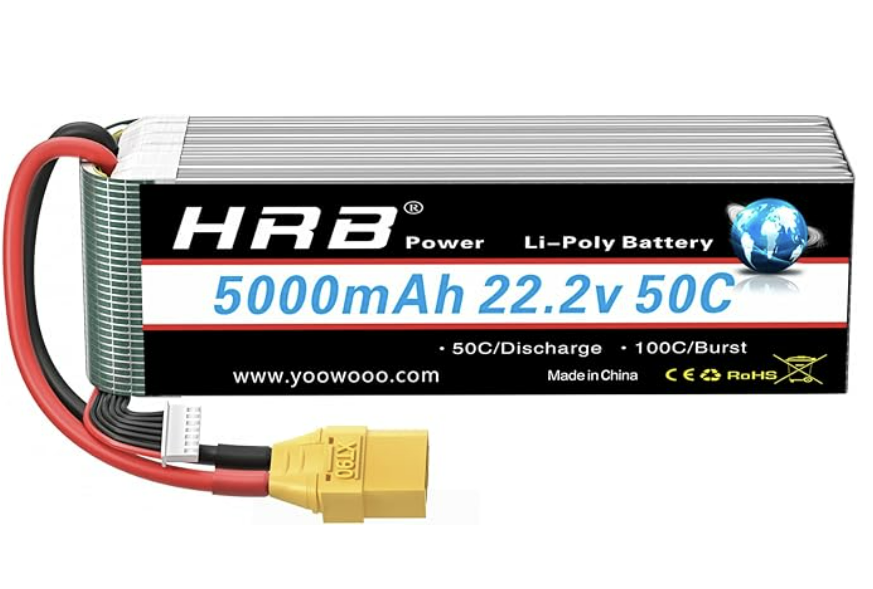 HRB® Power Li-Poly Battery
5000mAh 22.2v 50C
· 50C/Discharge · 100C/Burst
www.yoowooo.com Made in China CE RoHS
XT90